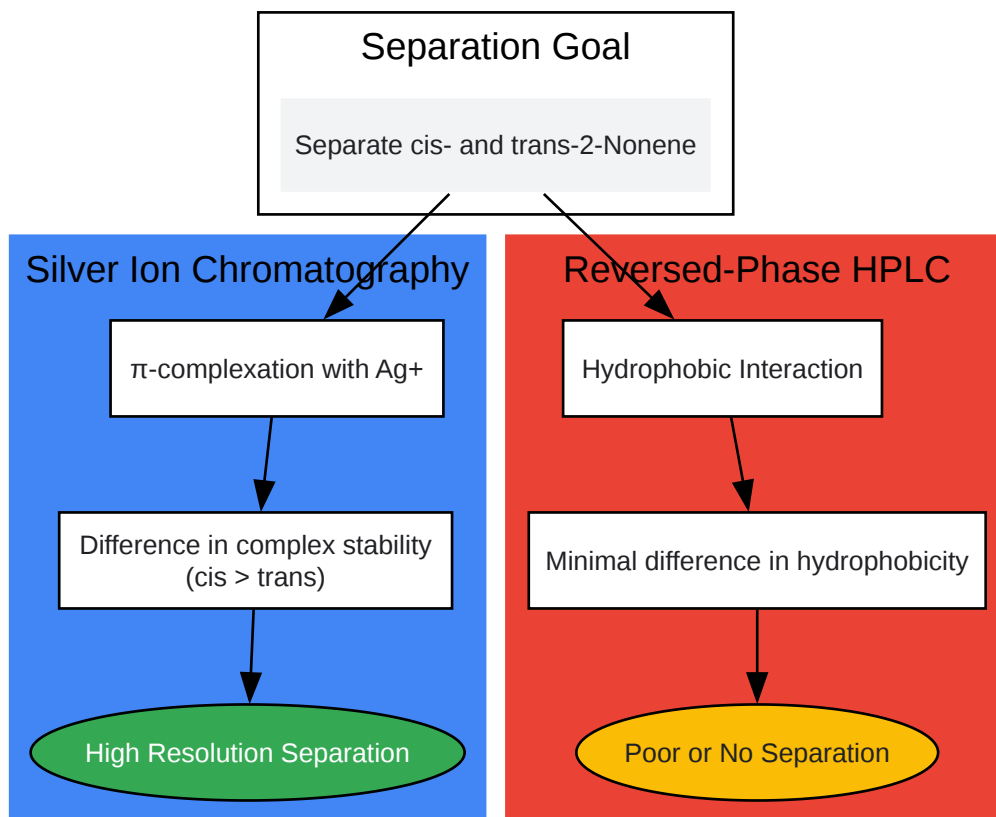 Separation Goal
Separate cis- and trans-2-Nonene
Silver Ion Chromatography
π-complexation with Ag+
Difference in complex stability
(cis > trans)
High Resolution Separation
Reversed-Phase HPLC
Hydrophobic Interaction
Minimal difference in hydrophobicity
Poor or No Separation